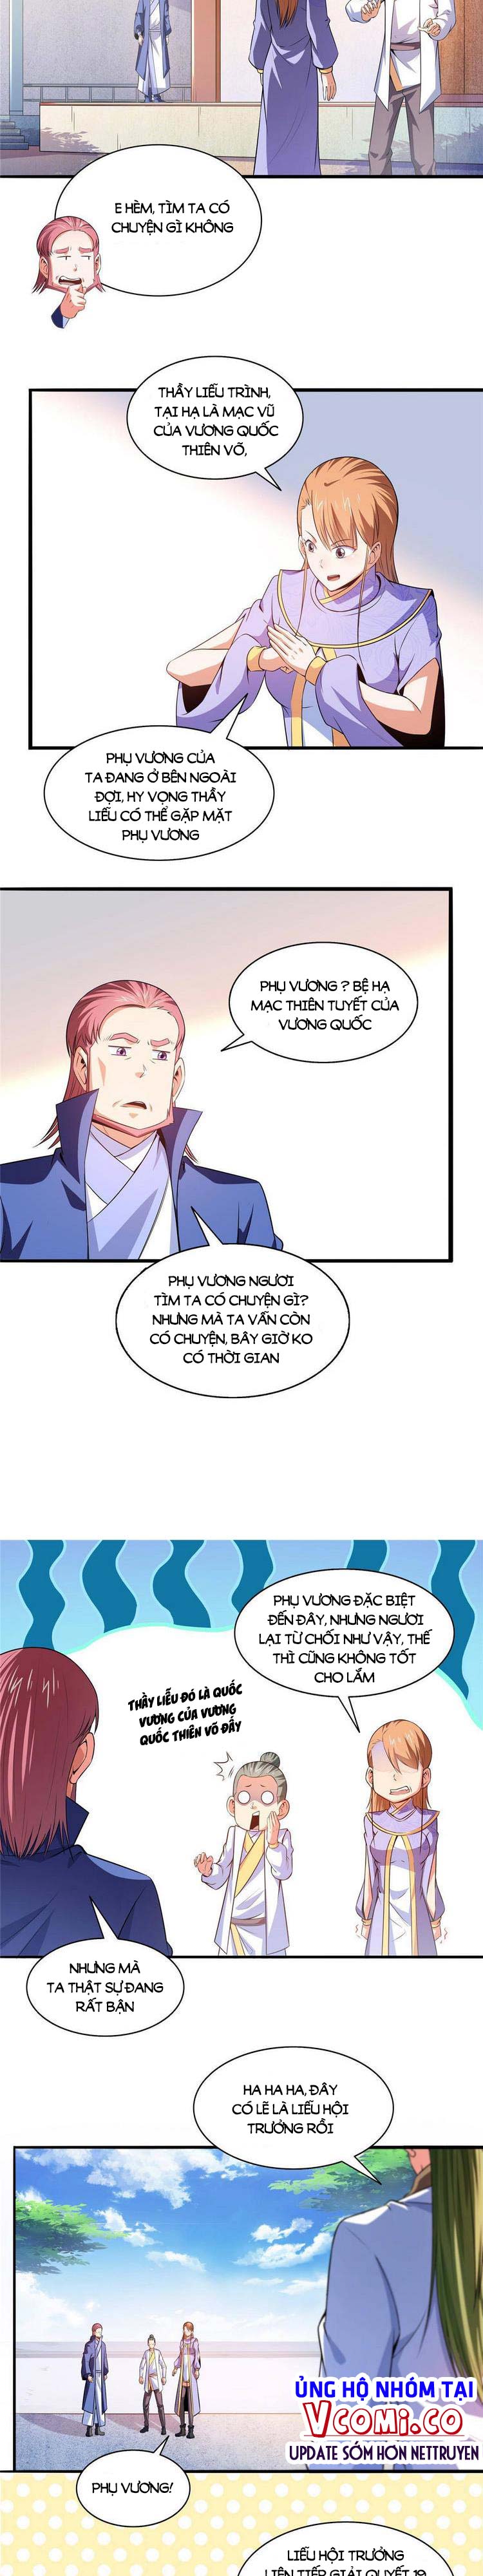 E HÈM, TÌM TA CÓ
CHUYỆN GÌ KHÔNG
THẦY LIỄU TRÌNH,
TẠI HẠ LÀ MẠC VŨ
CỦA VƯƠNG QUỐC
THIÊN VÕ,
PHỤ VƯƠNG CỦA
TA ĐANG Ở BÊN NGOÀI
ĐỢI, HY VỌNG THẦY
LIỄU CÓ THỂ GẶP MẶT
PHỤ VƯƠNG
PHỤ VƯƠNG ? BỆ HẠ
MẠC THIÊN TUYẾT CỦA
VƯƠNG QUỐC
PHỤ VƯƠNG NGƯƠI
TÌM TA CÓ CHUYỆN GÌ?
NHƯNG MÀ TA VẪN CÒN
CÓ CHUYỆN, BÂY GIỜ KO
CÓ THỜI GIAN
PHỤ VƯƠNG ĐẶC BIỆT
ĐẾN ĐÂY, NHƯNG NGƯƠI
LẠI TỪ CHỐI NHƯ VẬY, THẾ
THÌ CŨNG KHÔNG TỐT
CHO LẮM
THẦY LIỄU ĐÓ LÀ QUỐC
VƯƠNG CỦA VƯƠNG
QUỐC THIÊN VÕ ĐẤY
NHƯNG MÀ
TA THẬT SỰ ĐANG
RẤT BẬN
HA HA HA, ĐÂY
CÓ LẼ LÀ LIỄU HỘI
TRƯỞNG RỒI
ỦNG HỘ NHÓM TẠI
VCOMI.CO
UPDATE SỚM HƠN NETTRUYEN
PHỤ VƯƠNG!
LIỄU HỘI TRƯỞNG
LIÊN TIẾP GIẢI QUYẾT 19